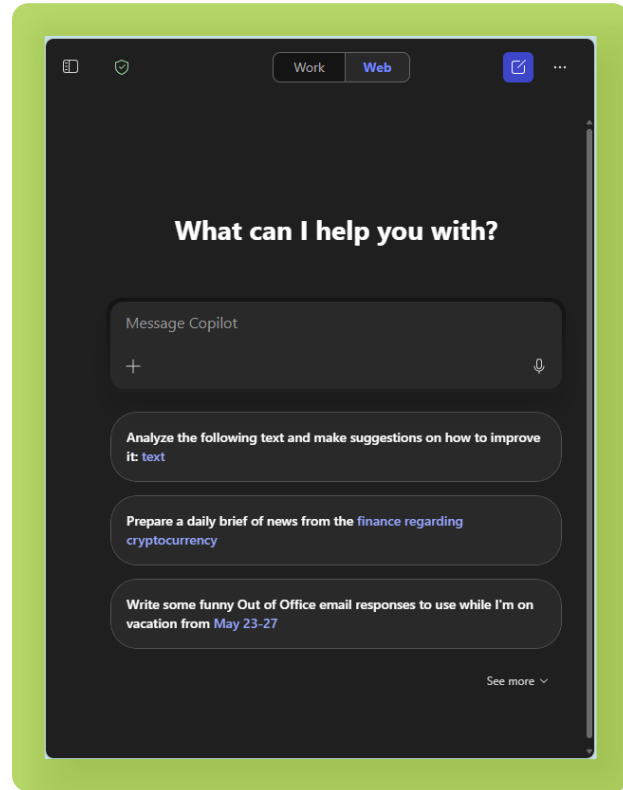 Work Web
What can I help you with?
Message Copilot
Analyze the following text and make suggestions on how to improve
it: text
Prepare a daily brief of news from the finance regarding
cryptocurrency
Write some funny Out of Office email responses to use while I'm on
vacation from May 23-27
See more